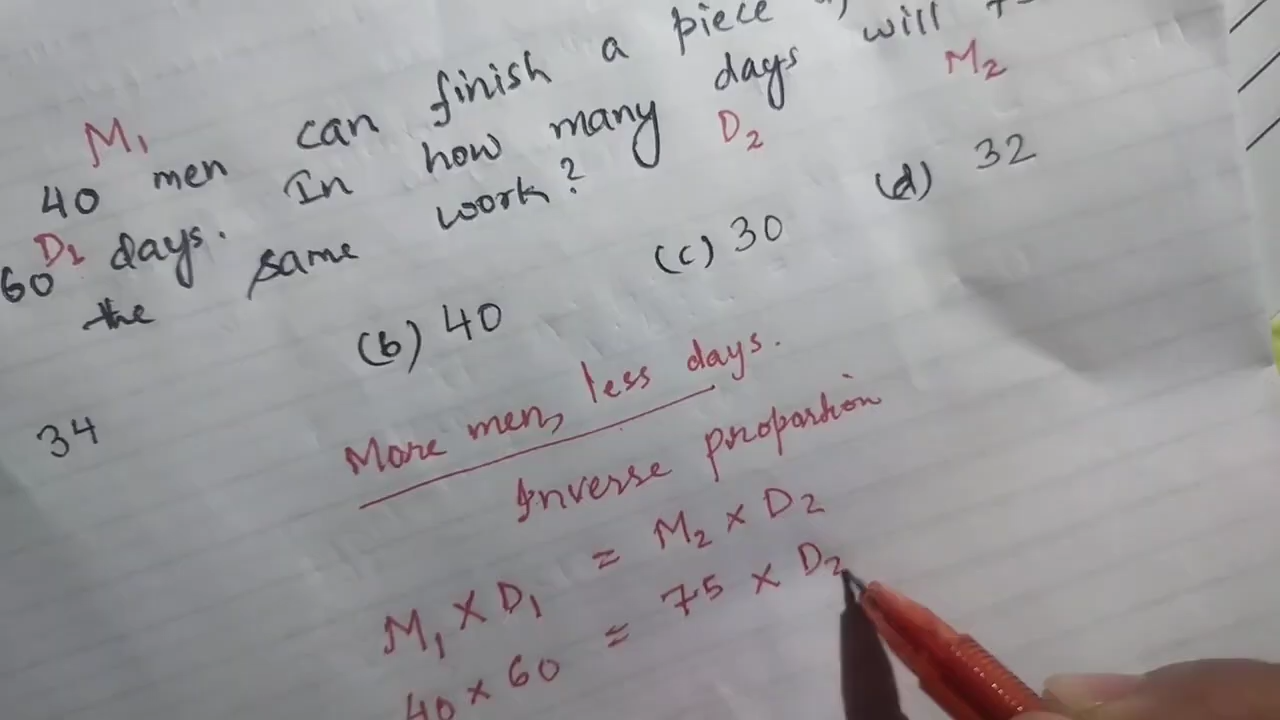 can finish a piece
M1 will
40 men In how many days M2
D1 D2
60 days.
the same work?
(b) 40 (c) 30 (d) 32
34
More men, less days.
Inverse proportion
M1 × D1 = M2 × D2
40 × 60 = 75 × D2